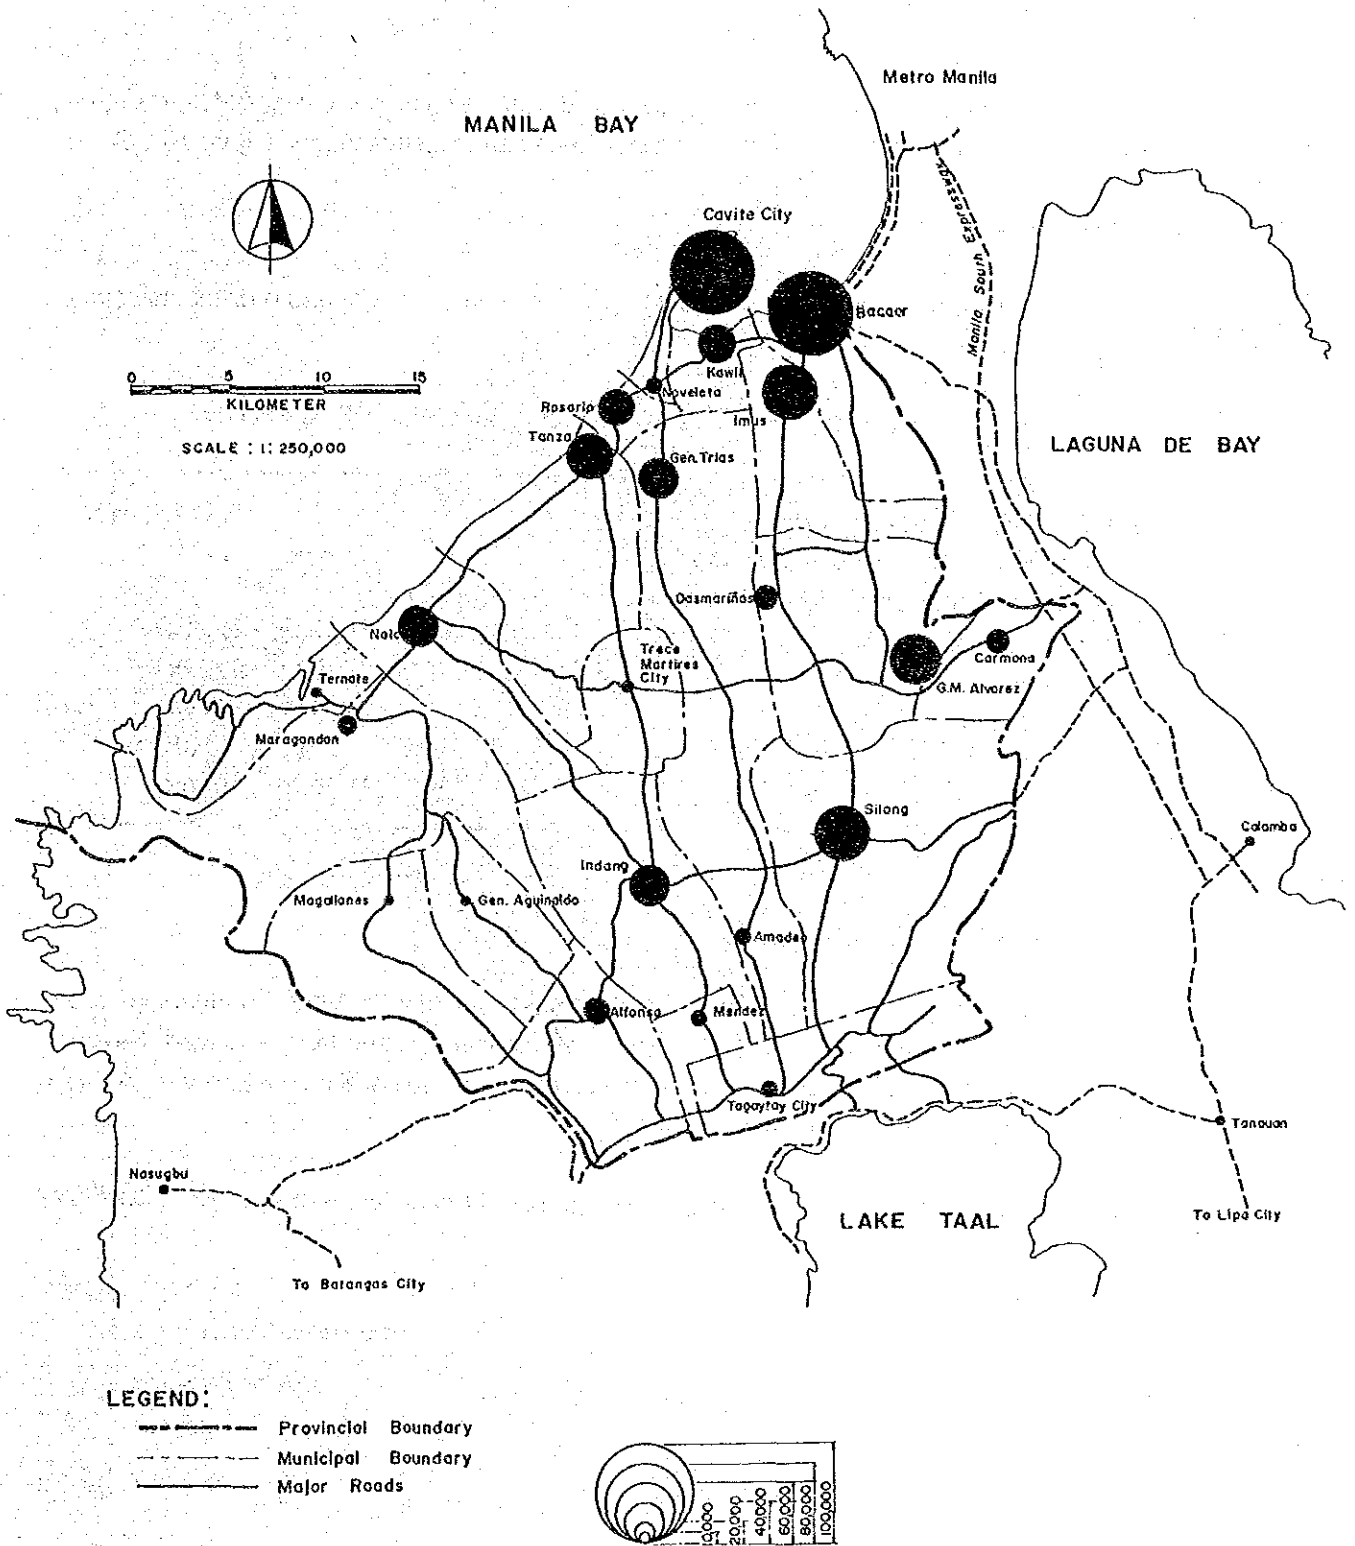 Metro Manila
MANILA BAY
Manila South Expressway
Cavite City
Bacoor
0 5 10 15
KILOMETER
Kawit
Noveleta
Rosario
Imus
SCALE : 1: 250,000
Tanza
Gen. Trias
LAGUNA DE BAY
Dasmariñas
Naic
Trece
Martires
City
Carmona
Ternate
G.M. Alvarez
Maragondon
Silang
Calamba
Indang
Magallanes
Gen. Aguinaldo
Amadeo
Alfonso
Mendez
Tagaytay City
Tanauan
Nasugbu
LAKE TAAL
To Lipa City
To Batangas City
LEGEND:
Provincial Boundary
Municipal Boundary
Major Roads
10,000
20,000
40,000
60,000
80,000
100,000